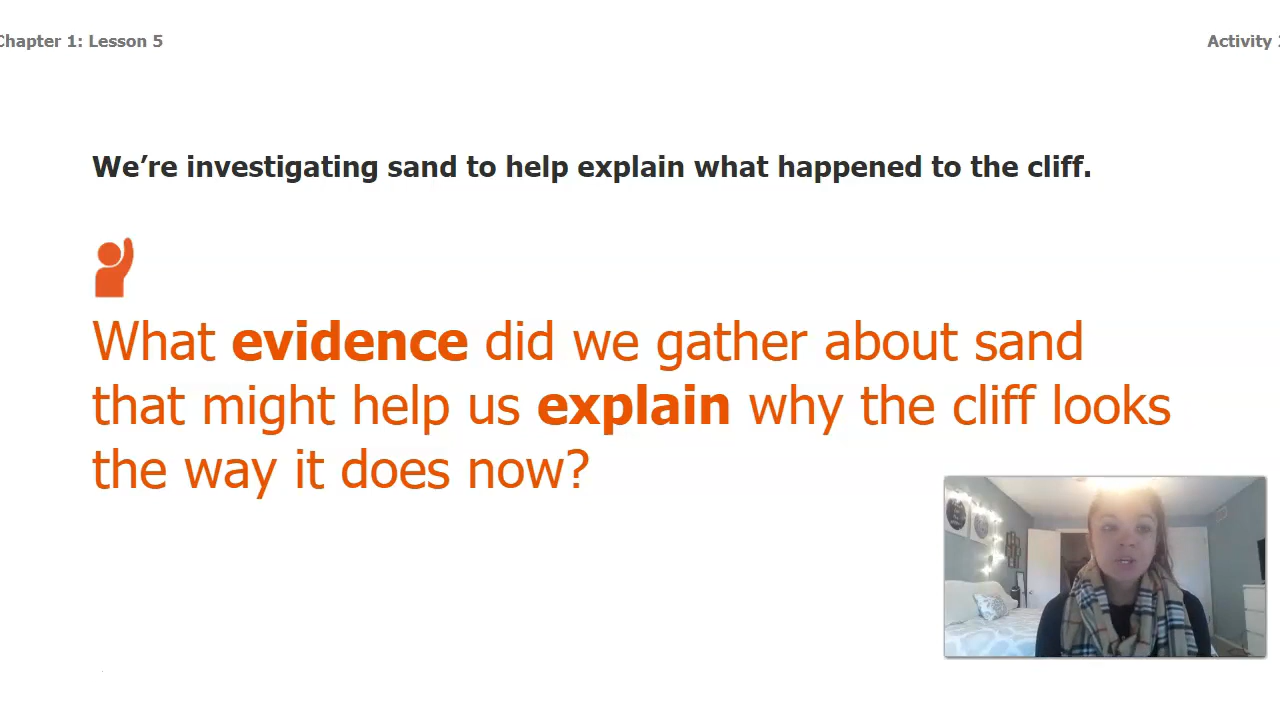 Chapter 1: Lesson 5
Activity
We're investigating sand to help explain what happened to the cliff.
What evidence did we gather about sand
that might help us explain why the cliff looks
the way it does now?